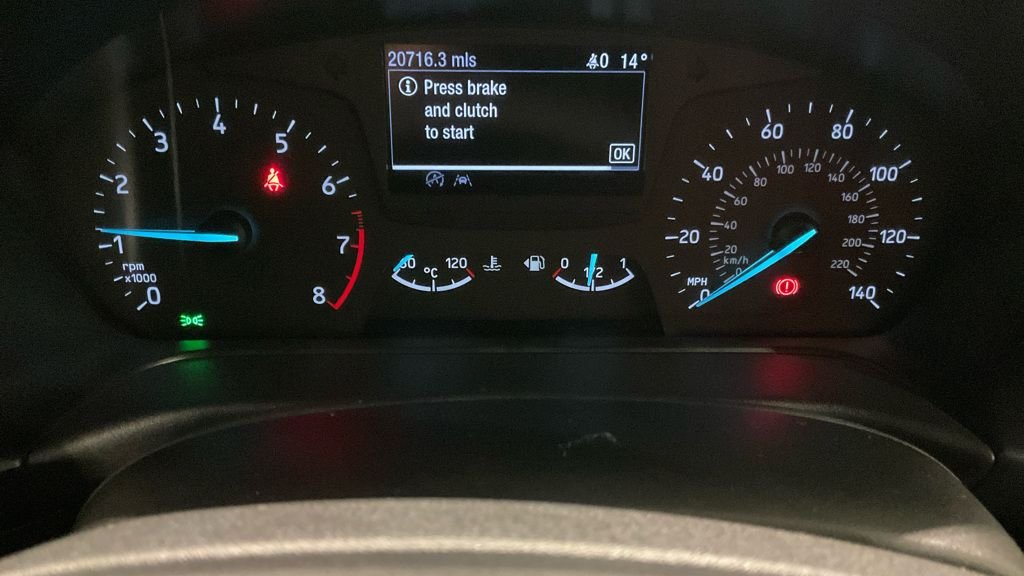 20716.3 mls 0 14°
Press brake
and clutch
to start
OK
0 1 2 3 4 5 6 7 8
rpm
x1000
60 °C 120
0 1/2 1
0 20 40 60 80 100 120 140
MPH
0 20 40 60 80 100 120 140 160 180 200 220
km/h